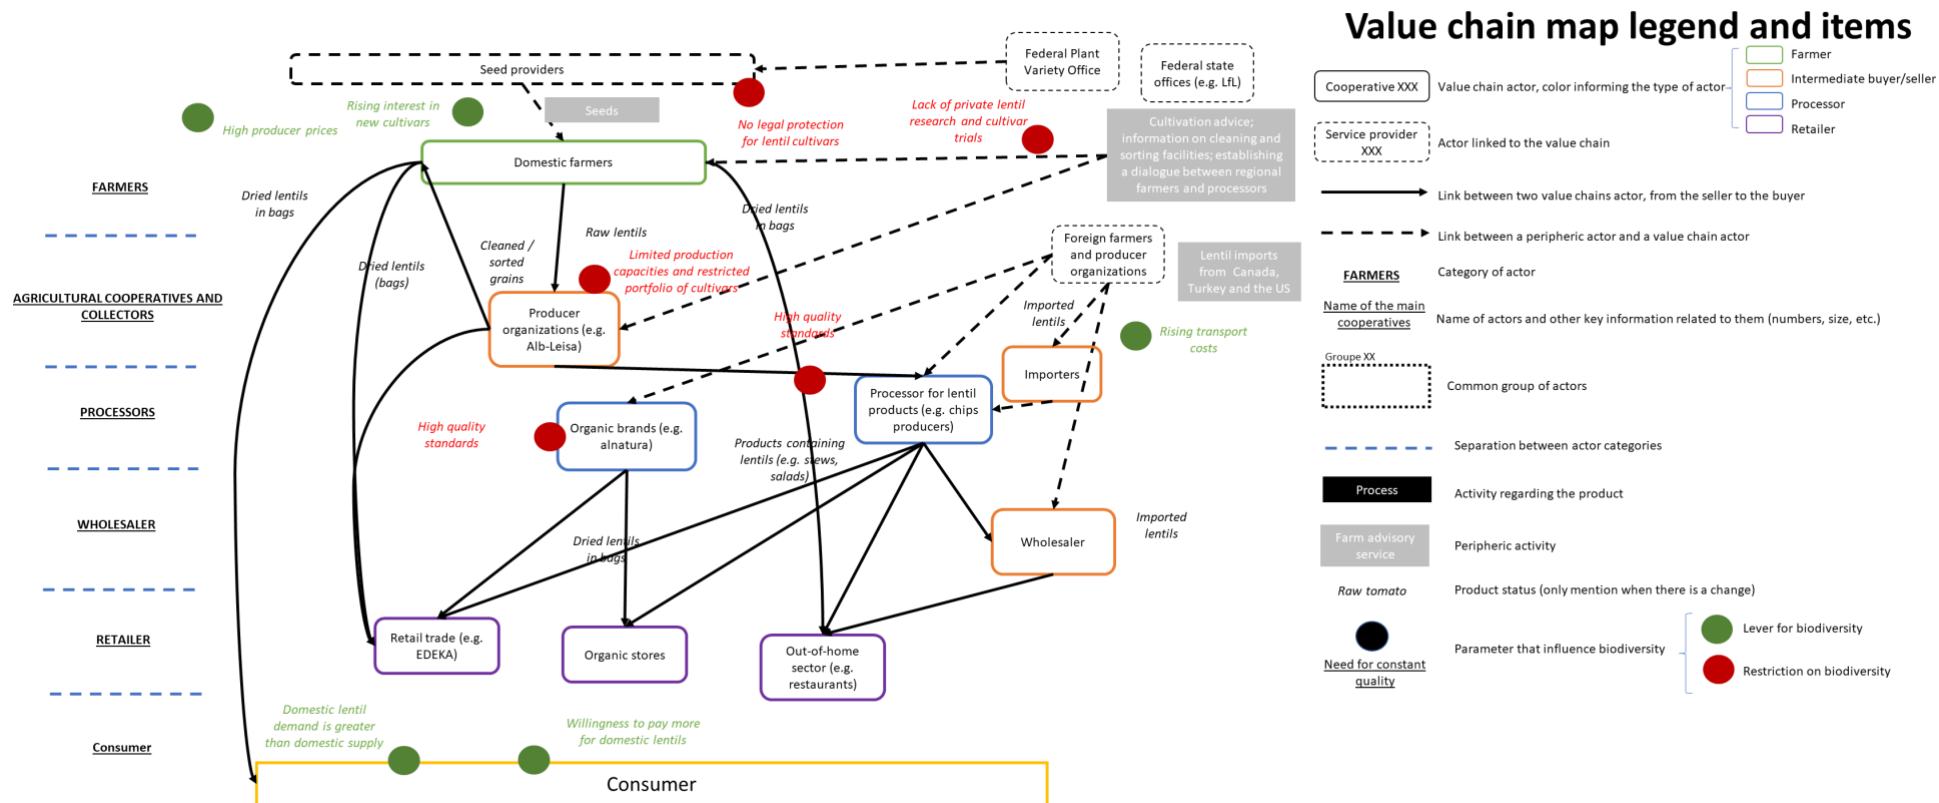 Value chain map legend and items
Seed providers
Federal Plant
Variety Office
Federal state
offices (e.g. LfL)
High producer prices
Rising interest in
new cultivars
Seeds
No legal protection
for lentil cultivars
Lack of private lentil
research and cultivar
trials
Cultivation advice;
information on cleaning and
sorting facilities; establishing
a dialogue between regional
farmers and processors
Domestic farmers
FARMERS
Dried lentils
in bags
Dried lentils
(bags)
Cleaned /
sorted
grains
Raw lentils
Dried lentils
in bags
Limited production
capacities and restricted
portfolio of cultivars
Foreign farmers
and producer
organizations
Lentil imports
from Canada,
Turkey and the US
AGRICULTURAL COOPERATIVES AND
COLLECTORS
Producer
organizations (e.g.
Alb-Leisa)
High quality
standards
Imported
lentils
Rising transport
costs
Importers
PROCESSORS
High quality
standards
Organic brands (e.g.
alnatura)
Processor for lentil
products (e.g. chips
producers)
Products containing
lentils (e.g. stews,
salads)
WHOLESALER
Dried lentils
in bags
Wholesaler
Imported
lentils
RETAILER
Retail trade (e.g.
EDEKA)
Organic stores
Out-of-home
sector (e.g.
restaurants)
Domestic lentil
demand is greater
than domestic supply
Willingness to pay more
for domestic lentils
Consumer
Consumer
Cooperative XXX
Value chain actor, color informing the type of actor
Farmer
Intermediate buyer/seller
Processor
Retailer
Service provider
XXX
Actor linked to the value chain
Link between two value chains actor, from the seller to the buyer
Link between a peripheric actor and a value chain actor
FARMERS
Category of actor
Name of the main
cooperatives
Name of actors and other key information related to them (numbers, size, etc.)
Groupe XX
Common group of actors
Separation between actor categories
Process
Activity regarding the product
Farm advisory
service
Peripheric activity
Raw tomato
Product status (only mention when there is a change)
Need for constant
quality
Parameter that influence biodiversity
Lever for biodiversity
Restriction on biodiversity